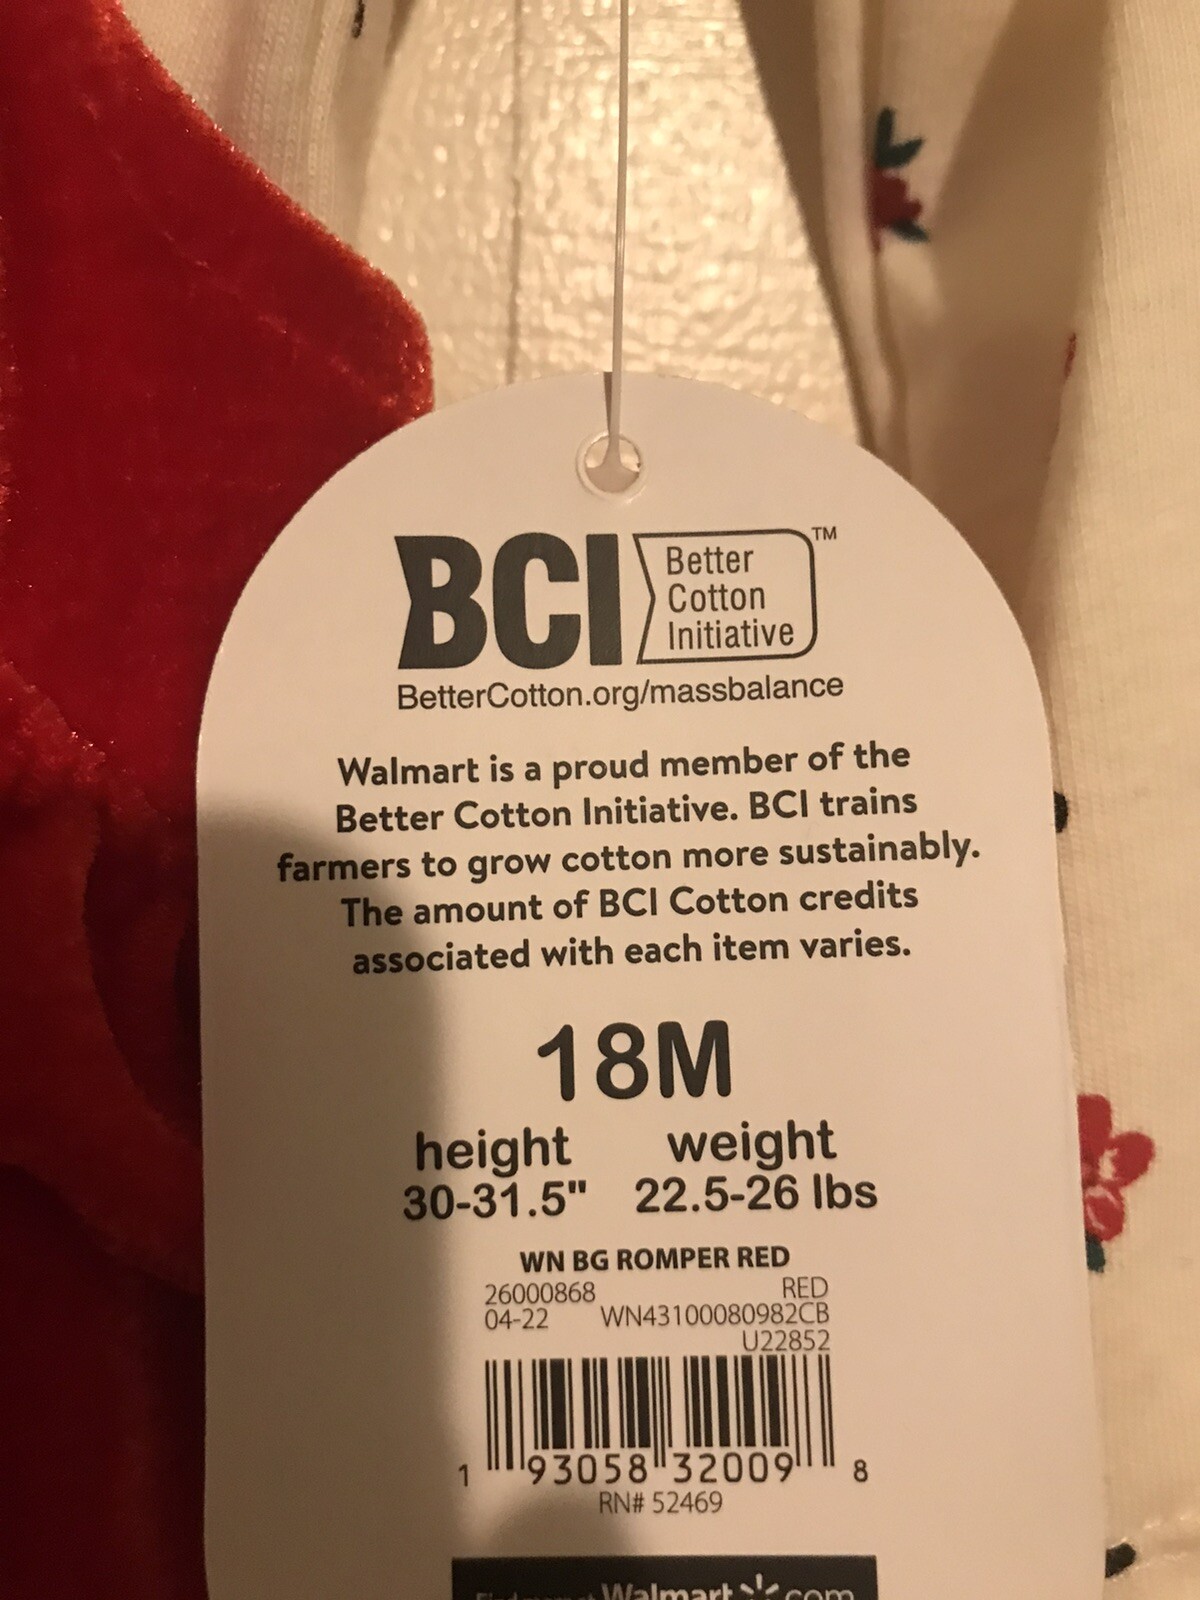 BCI
Better
Cotton
Initiative
TM
BetterCotton.org/massbalance
Walmart is a proud member of the
Better Cotton Initiative. BCI trains
farmers to grow cotton more sustainably.
The amount of BCI Cotton credits
associated with each item varies.
18M
height weight
30-31.5" 22.5-26 lbs
WN BG ROMPER RED
26000868 RED
04-22 WN43100080982CB
U22852
1 93058 32009 8
RN# 52469
Walmart com